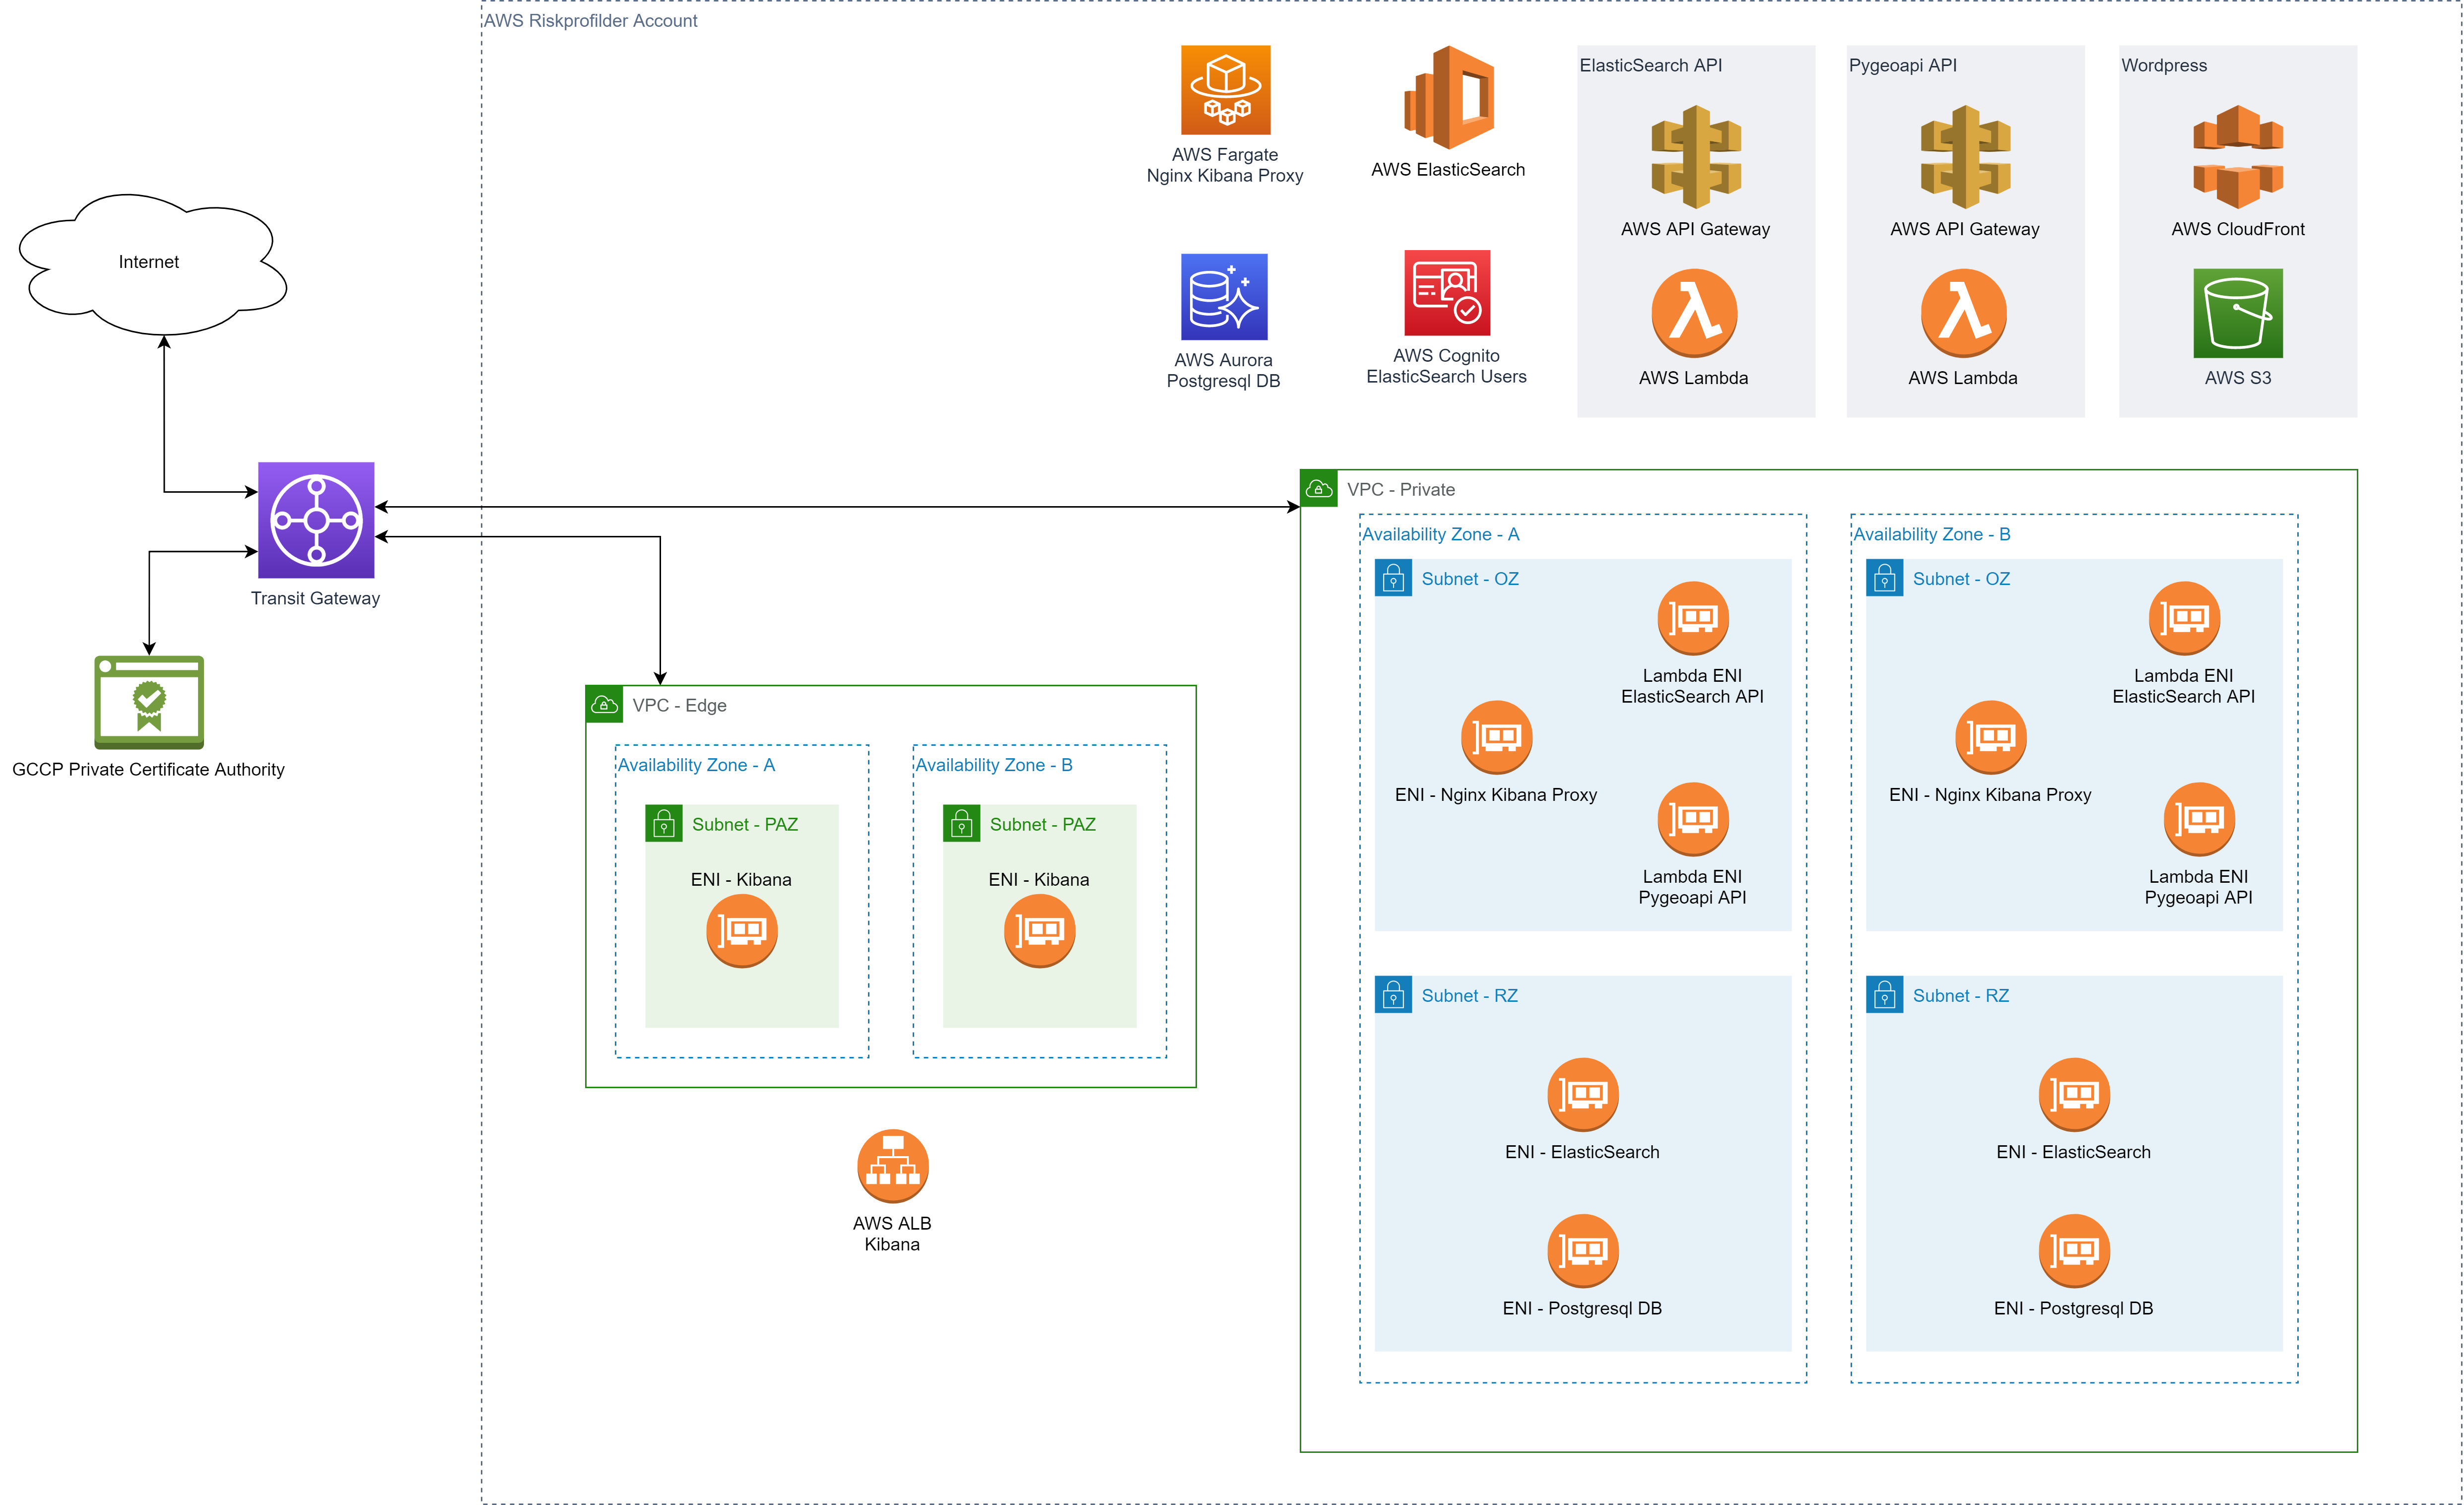 AWS Riskprofilder Account
AWS Fargate
Nginx Kibana Proxy
AWS ElasticSearch
ElasticSearch API
AWS API Gateway
AWS Lambda
Pygeoapi API
AWS API Gateway
AWS Lambda
Wordpress
AWS CloudFront
AWS S3
AWS Aurora
Postgresql DB
AWS Cognito
ElasticSearch Users
Internet
Transit Gateway
GCCP Private Certificate Authority
VPC - Edge
Availability Zone - A
Subnet - PAZ
ENI - Kibana
Availability Zone - B
Subnet - PAZ
ENI - Kibana
AWS ALB
Kibana
VPC - Private
Availability Zone - A
Subnet - OZ
Lambda ENI
ElasticSearch API
ENI - Nginx Kibana Proxy
Lambda ENI
Pygeoapi API
Subnet - RZ
ENI - ElasticSearch
ENI - Postgresql DB
Availability Zone - B
Subnet - OZ
Lambda ENI
ElasticSearch API
ENI - Nginx Kibana Proxy
Lambda ENI
Pygeoapi API
Subnet - RZ
ENI - ElasticSearch
ENI - Postgresql DB